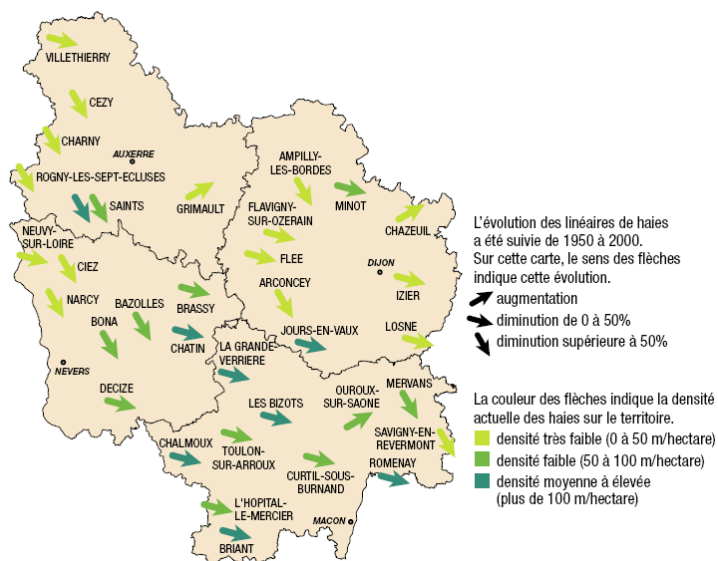 VILLETHIERRY
CEZY
CHARNY
AUXERRE
ROGNY-LES-SEPT-ECLUSES
SAINTS
GRIMAULT
AMPILLY-
LES-BORDES
MINOT
FLAVIGNY-
SUR-OZERAIN
CHAZEUIL
FLEE
DIJON
ARCONCEY
IZIER
JOURS-EN-VAUX
LOSNE
NEUVY-
SUR-LOIRE
CIEZ
NARCY
BAZOLLES
BRASSY
BONA
CHATIN
NEVERS
DECIZE
LA GRANDE-
VERRIERE
LES BIZOTS
OUROUX-
SUR-SAONE
MERVANS
CHALMOUX
TOULON-
SUR-ARROUX
SAVIGNY-EN-
REVERMONT
CURTIL-SOUS-
BURNAND
ROMENAY
L'HOPITAL-
LE-MERCIER
MACON
BRIANT
L'évolution des linéaires de haies
a été suivie de 1950 à 2000.
Sur cette carte, le sens des flèches
indique cette évolution.
augmentation
diminution de 0 à 50%
diminution supérieure à 50%
La couleur des flèches indique la densité
actuelle des haies sur le territoire.
densité très faible (0 à 50 m/hectare)
densité faible (50 à 100 m/hectare)
densité moyenne à élevée
(plus de 100 m/hectare)